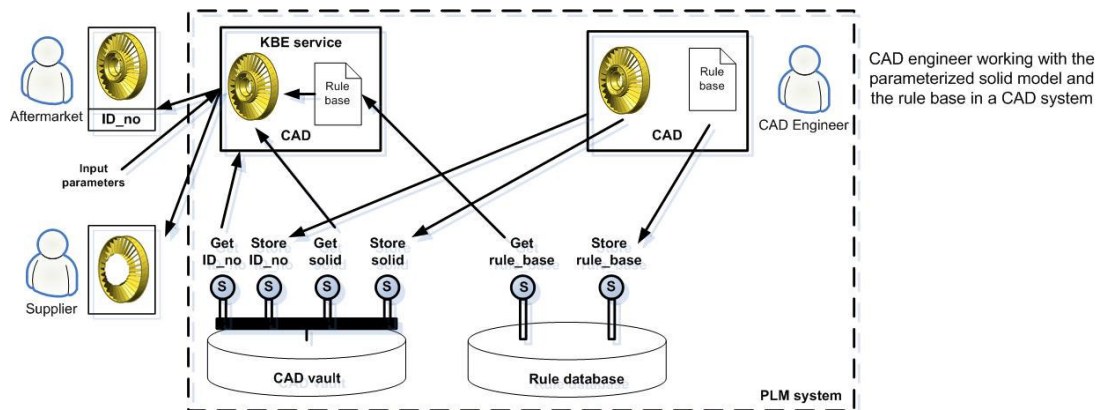 KBE service
Rule
base
CAD
Aftermarket
ID_no
Input
parameters
Rule
base
CAD
CAD Engineer
CAD engineer working with the
parameterized solid model and
the rule base in a CAD system
Supplier
Get
ID_no
Store
ID_no
Get
solid
Store
solid
Get
rule_base
Store
rule_base
S
S
S
S
S
S
CAD vault
Rule database
PLM system